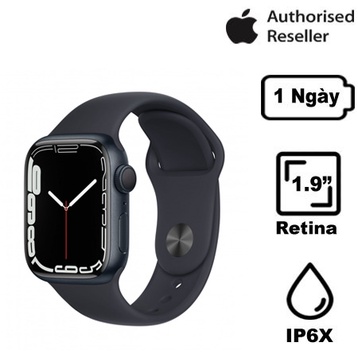 Authorised
Reseller
1 Ngày
1.9”
Retina
IP6X